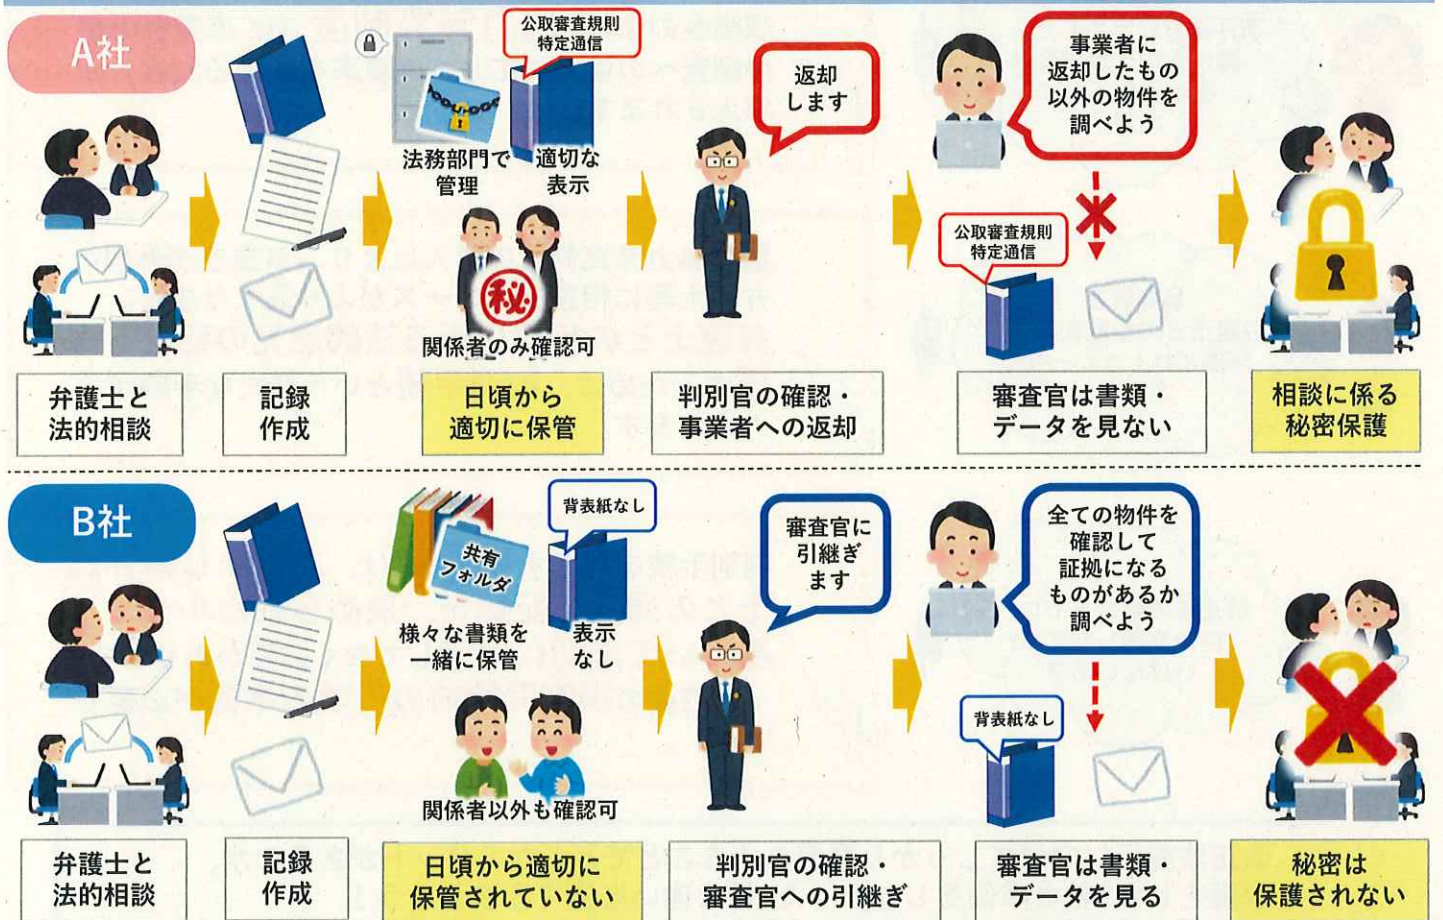 A社
公取審査規則
特定通信
法務部門で
管理
適切な
表示
秘
関係者のみ確認可
返却
します
事業者に
返却したもの
以外の物件を
調べよう
公取審査規則
特定通信
弁護士と
法的相談
記録
作成
日頃から
適切に保管
判別官の確認・
事業者への返却
審査官は書類・
データを見ない
相談に係る
秘密保護
B社
共有
フォルダ
背表紙なし
様々な書類を
一緒に保管
表示
なし
関係者以外も確認可
審査官に
引継ぎ
ます
全ての物件を
確認して
証拠になる
ものがあるか
調べよう
背表紙なし
弁護士と
法的相談
記録
作成
日頃から適切に
保管されていない
判別官の確認・
審査官への引継ぎ
審査官は書類・
データを見る
秘密は
保護されない